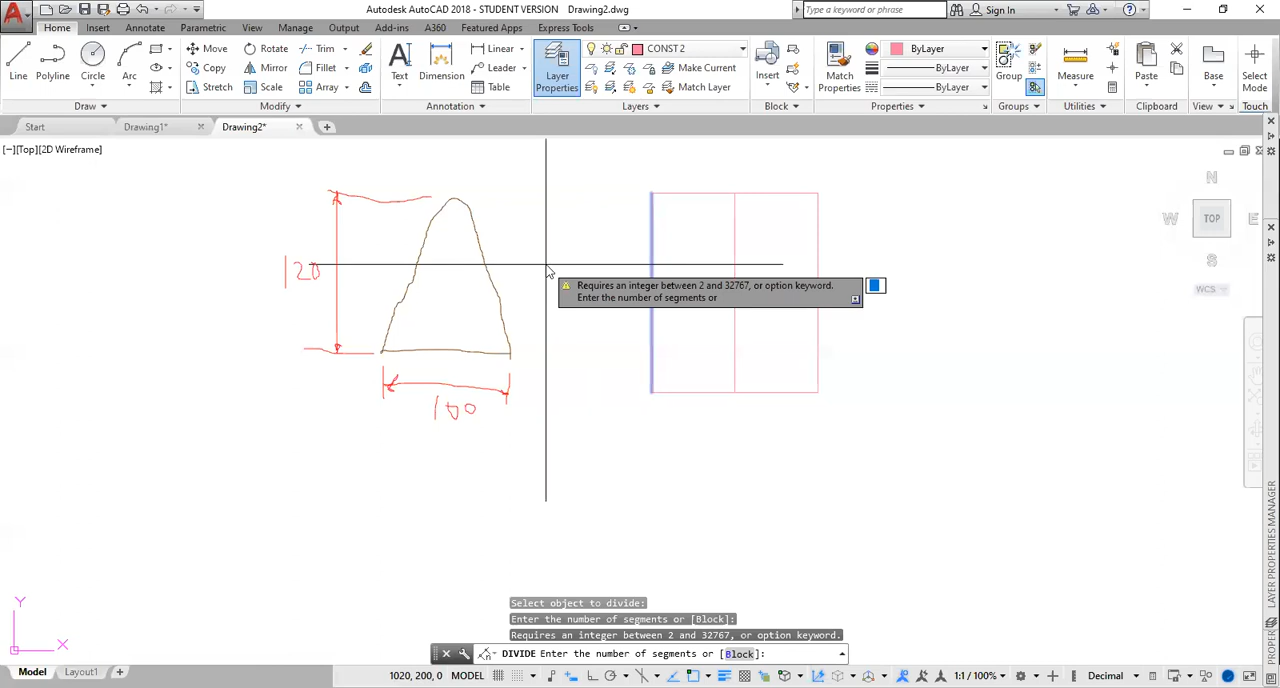 Autodesk AutoCAD 2018 - STUDENT VERSION Drawing2.dwg
Type a keyword or phrase
Sign In
Home Insert Annotate Parametric View Manage Output Add-ins A360 Featured Apps Express Tools
Line Polyline Circle Arc
Move Rotate Trim
Copy Mirror Fillet
Stretch Scale Array
Text Dimension
Linear
Leader
Table
Layer Properties
CONST 2
Make Current
Match Layer
Insert
Match Properties
ByLayer
ByLayer
ByLayer
Group
Measure
Paste
Base
Select Mode
Draw Modify Annotation Layers Block Properties Groups Utilities Clipboard View Touch
Start Drawing1* Drawing2*
[−][Top][2D Wireframe]
N
W TOP E
S
WCS
120
100
Requires an integer between 2 and 32767, or option keyword.
Enter the number of segments or
LAYER PROPERTIES MANAGER
PROPER
Y
X
Select object to divide:
Enter the number of segments or [Block]:
Requires an integer between 2 and 32767, or option keyword.
DIVIDE Enter the number of segments or [Block]:
Model Layout1
1020, 200, 0 MODEL
1:1 / 100%
Decimal